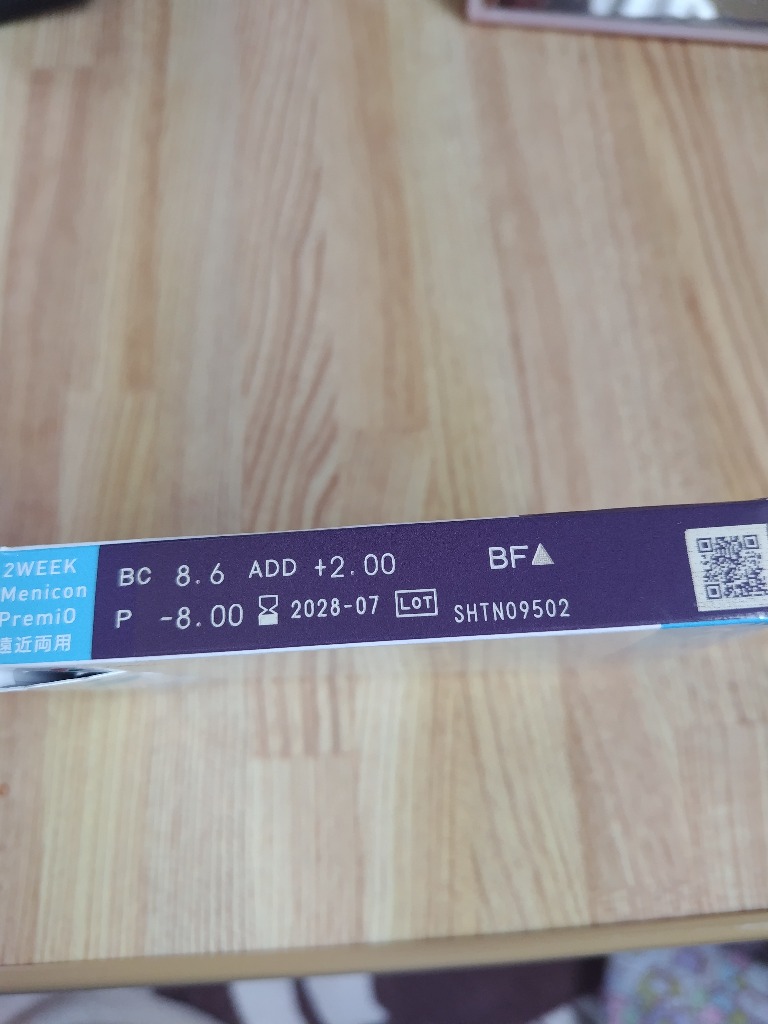 2WEEK
Menicon
PremiO
遠近両用
BC 8.6 ADD +2.00 BF
P -8.00 2028-07 LOT SHTN09502